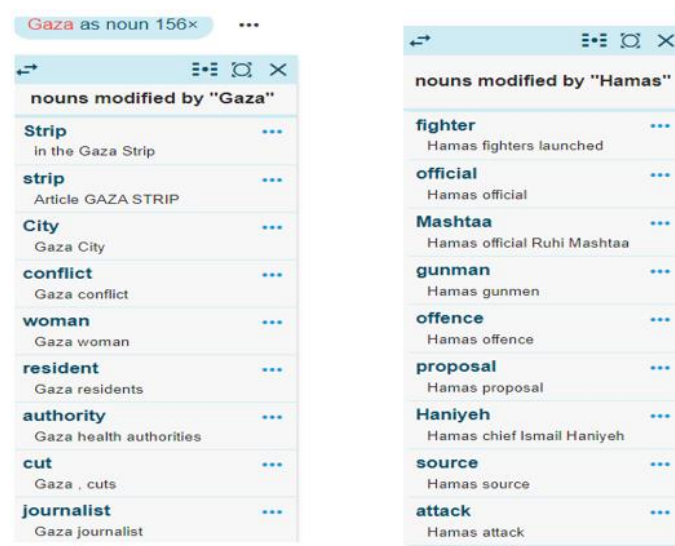 Gaza as noun 156×
nouns modified by "Gaza"
Strip
in the Gaza Strip
strip
Article GAZA STRIP
City
Gaza City
conflict
Gaza conflict
woman
Gaza woman
resident
Gaza residents
authority
Gaza health authorities
cut
Gaza , cuts
journalist
Gaza journalist
nouns modified by "Hamas"
fighter
Hamas fighters launched
official
Hamas official
Mashtaa
Hamas official Ruhi Mashtaa
gunman
Hamas gunmen
offence
Hamas offence
proposal
Hamas proposal
Haniyeh
Hamas chief Ismail Haniyeh
source
Hamas source
attack
Hamas attack